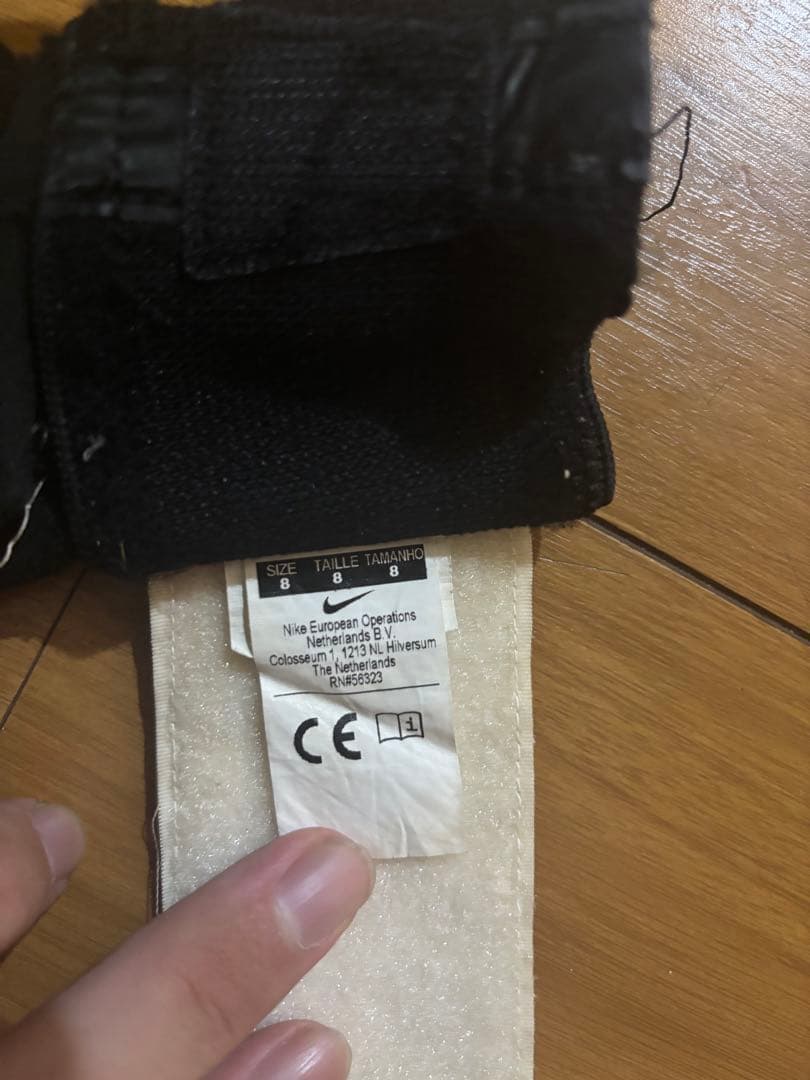 SIZE TAILLE TAMANHO
8 8 8
Nike European Operations
Netherlands B.V.
Colosseum 1, 1213 NL Hilversum
The Netherlands
RN#56323
CE
i